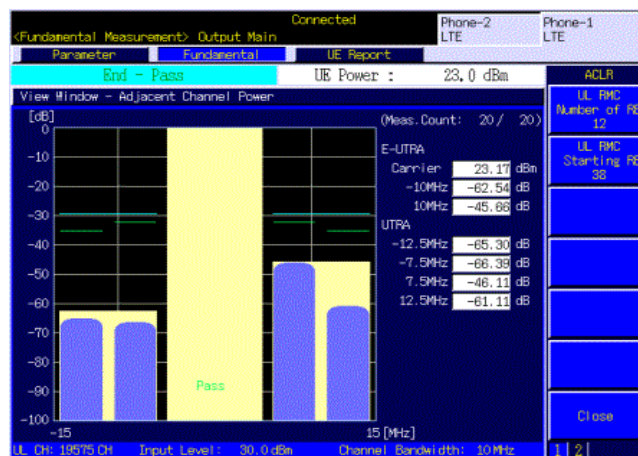 Connected
Phone-2
LTE
Phone-1
LTE
<Fundamental Measurement> Output Main
Parameter
Fundamental
UE Report
End - Pass
UE Power :
23.0 dBm
ACLR
View Window - Adjacent Channel Power
UL RMC
Number of RB
12
UL RMC
Starting RB
38
Close
1 2
[dB]
(Meas.Count: 20/ 20)
0
-10
-20
-30
-40
-50
-60
-70
-80
-90
-100
E-UTRA
Carrier 23.17 dBm
-10MHz -62.54 dB
10MHz -45.66 dB
UTRA
-12.5MHz -65.30 dB
-7.5MHz -66.39 dB
7.5MHz -46.11 dB
12.5MHz -61.11 dB
Pass
-15
15 [MHz]
UL CH: 19575 CH Input Level: 30.0 dBm Channel Bandwidth: 10 MHz